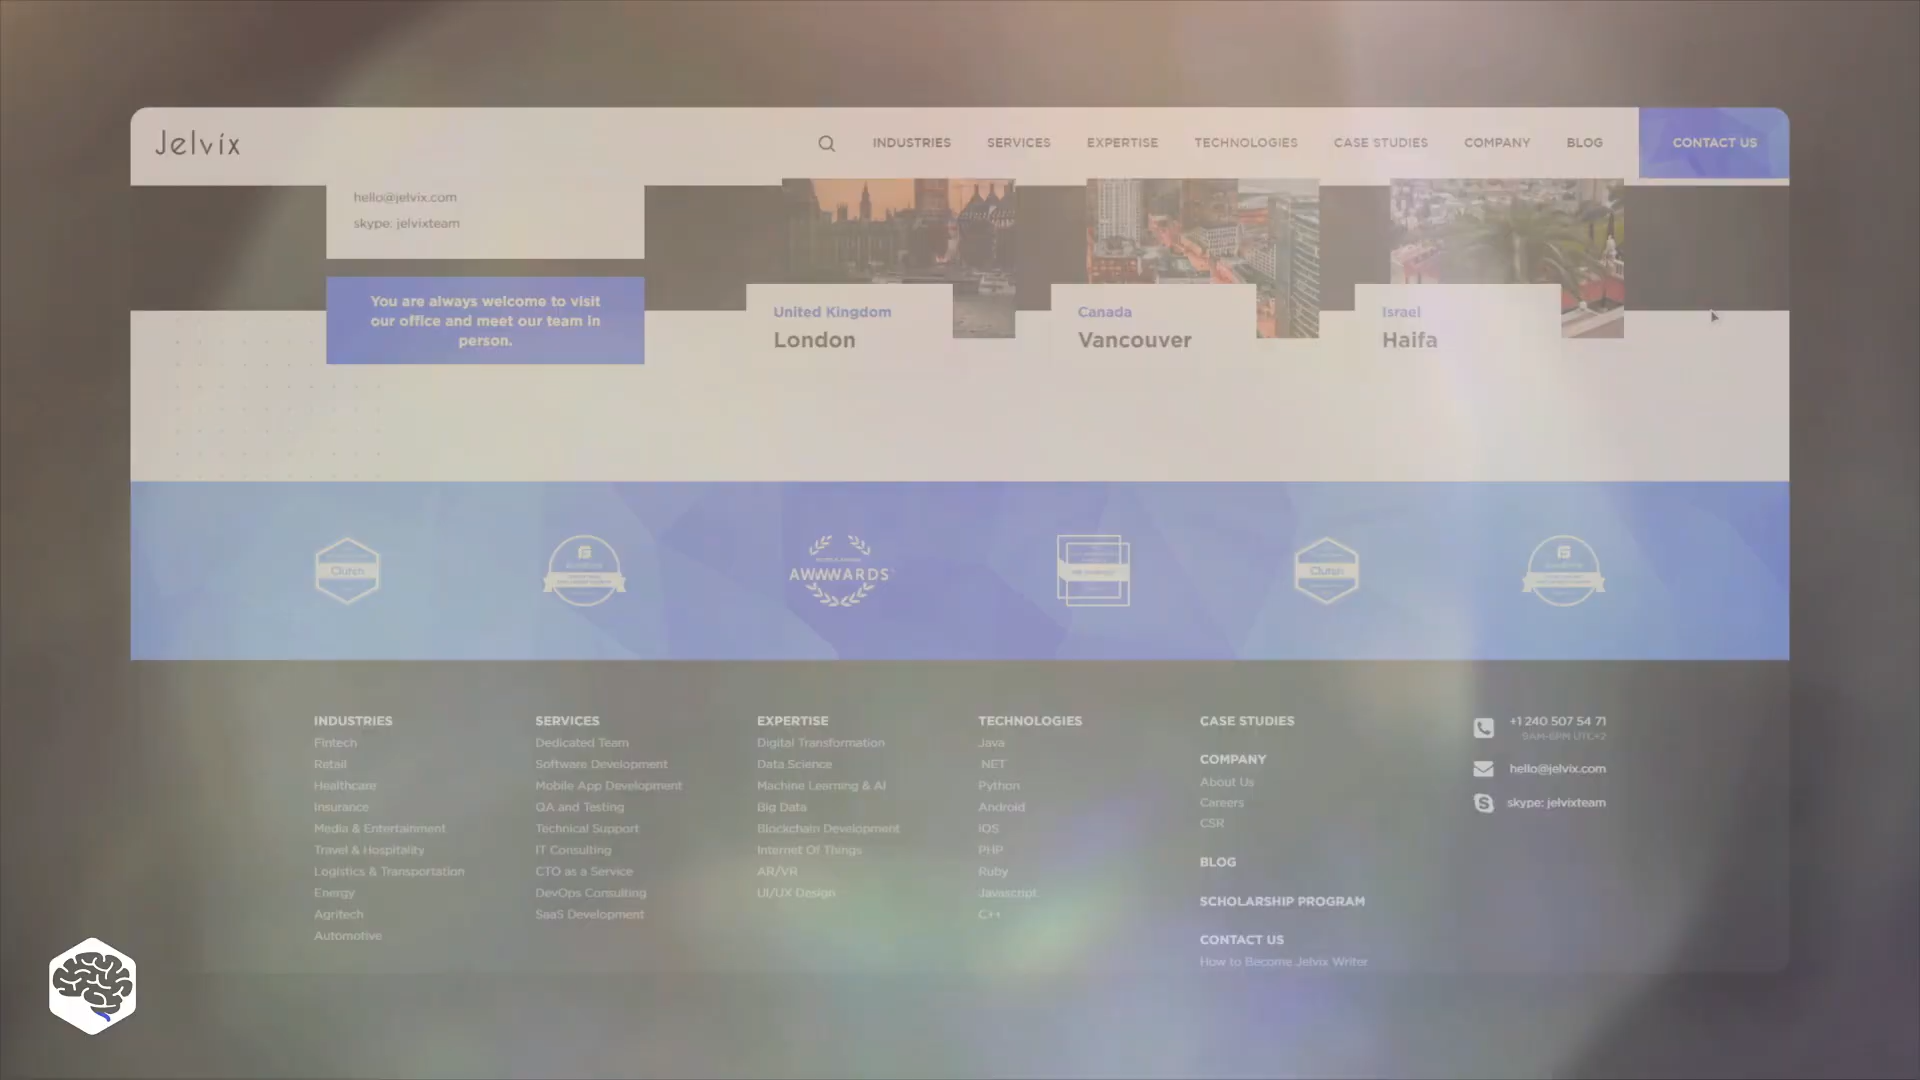 Jelvix
INDUSTRIES
SERVICES
EXPERTISE
TECHNOLOGIES
CASE STUDIES
COMPANY
BLOG
CONTACT US
hello@jelvix.com
skype: jelvixteam
You are always welcome to visit
our office and meet our team in
person.
United Kingdom
London
Canada
Vancouver
Israel
Haifa
Clutch
AWWWARDS
Clutch
INDUSTRIES
Fintech
Retail
Healthcare
Insurance
Media & Entertainment
Travel & Hospitality
Logistics & Transportation
Energy
Agritech
Automotive
SERVICES
Dedicated Team
Software Development
Mobile App Development
QA and Testing
Technical Support
IT Consulting
CTO as a Service
DevOps Consulting
SaaS Development
EXPERTISE
Digital Transformation
Data Science
Machine Learning & AI
Big Data
Blockchain Development
Internet Of Things
AR/VR
UI/UX Design
TECHNOLOGIES
Java
.NET
Python
Android
iOS
PHP
Ruby
Javascript
C++
CASE STUDIES
COMPANY
About Us
Careers
CSR
BLOG
SCHOLARSHIP PROGRAM
CONTACT US
How to Become Jelvix Writer
+1 240 507 54 71
9AM-6PM UTC+2
hello@jelvix.com
skype: jelvixteam